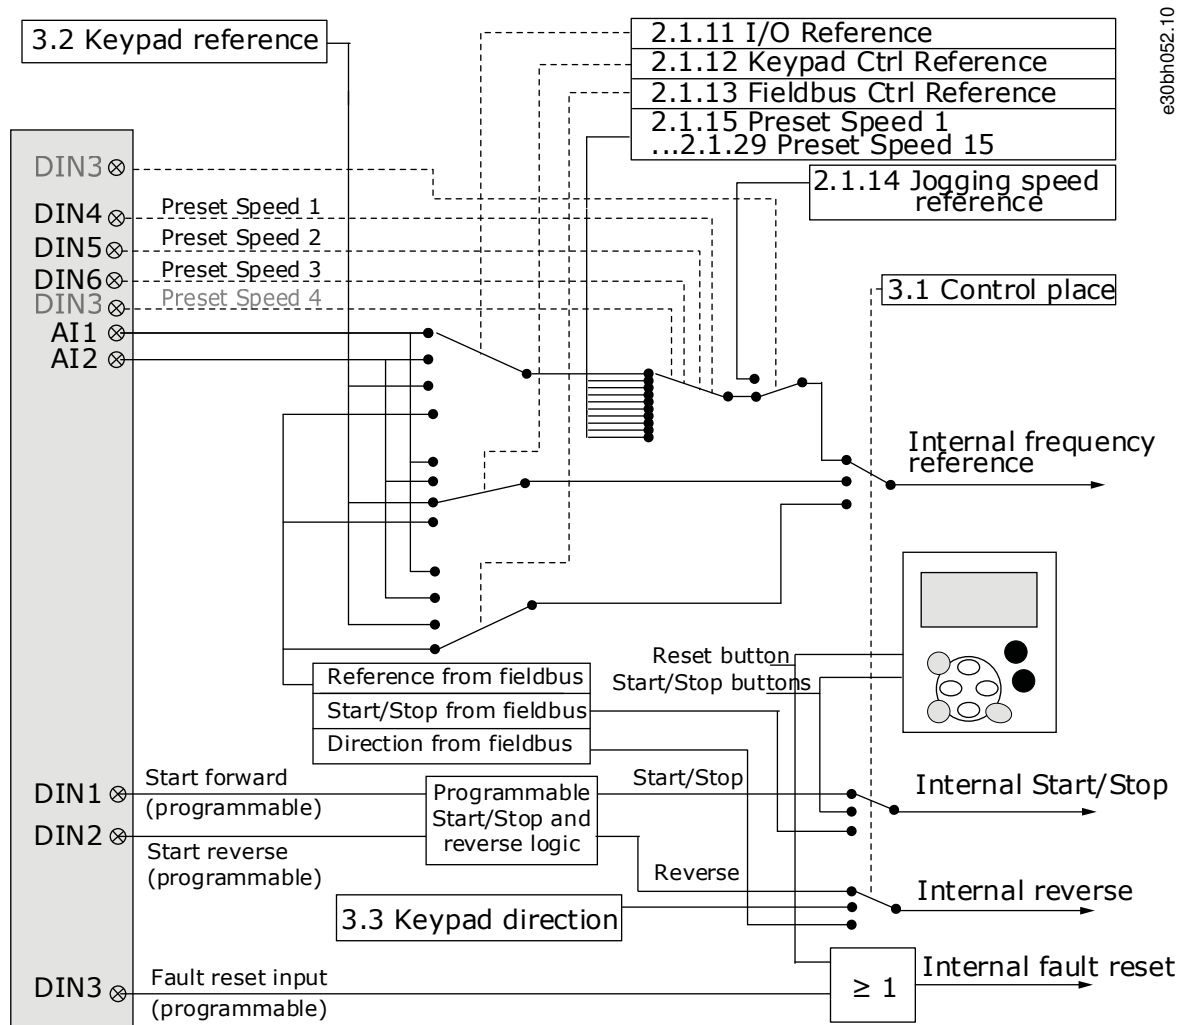 3.2 Keypad reference
2.1.11 I/O Reference
2.1.12 Keypad Ctrl Reference
2.1.13 Fieldbus Ctrl Reference
2.1.15 Preset Speed 1
...2.1.29 Preset Speed 15
e30bh052.10
2.1.14 Jogging speed
reference
3.1 Control place
DIN3
DIN4
Preset Speed 1
DIN5
Preset Speed 2
DIN6
Preset Speed 3
DIN3
Preset Speed 4
AI1
AI2
Internal frequency
reference
Reset button
Start/Stop buttons
Reference from fieldbus
Start/Stop from fieldbus
Direction from fieldbus
DIN1
Start forward
(programmable)
DIN2
Start reverse
(programmable)
Programmable
Start/Stop and
reverse logic
Start/Stop
Reverse
Internal Start/Stop
Internal reverse
3.3 Keypad direction
DIN3
Fault reset input
(programmable)
≥ 1
Internal fault reset